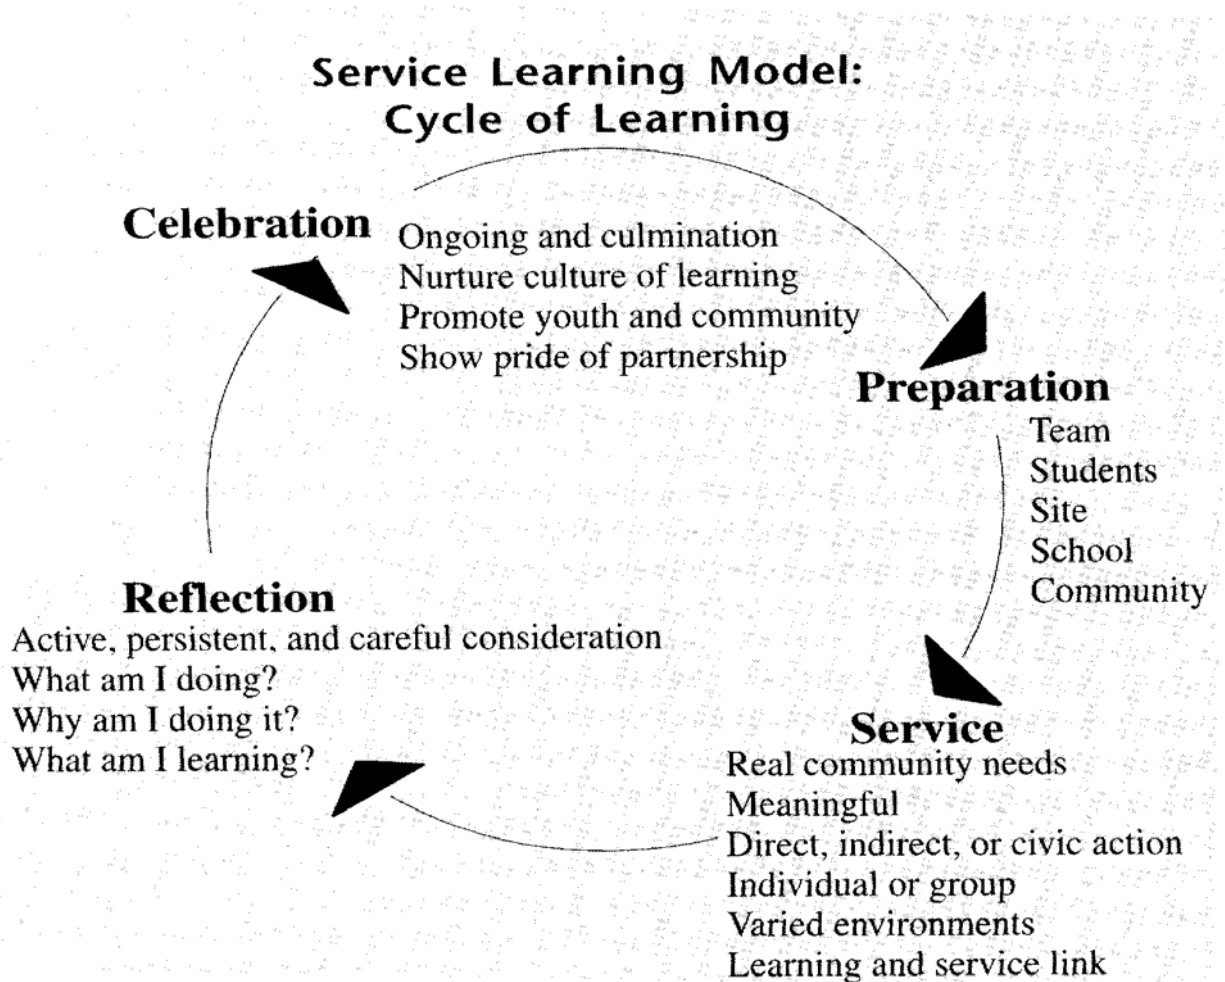 Service Learning Model:
Cycle of Learning
Celebration
Ongoing and culmination
Nurture culture of learning
Promote youth and community
Show pride of partnership
Preparation
Team
Students
Site
School
Community
Service
Real community needs
Meaningful
Direct, indirect, or civic action
Individual or group
Varied environments
Learning and service link
Reflection
Active, persistent, and careful consideration
What am I doing?
Why am I doing it?
What am I learning?